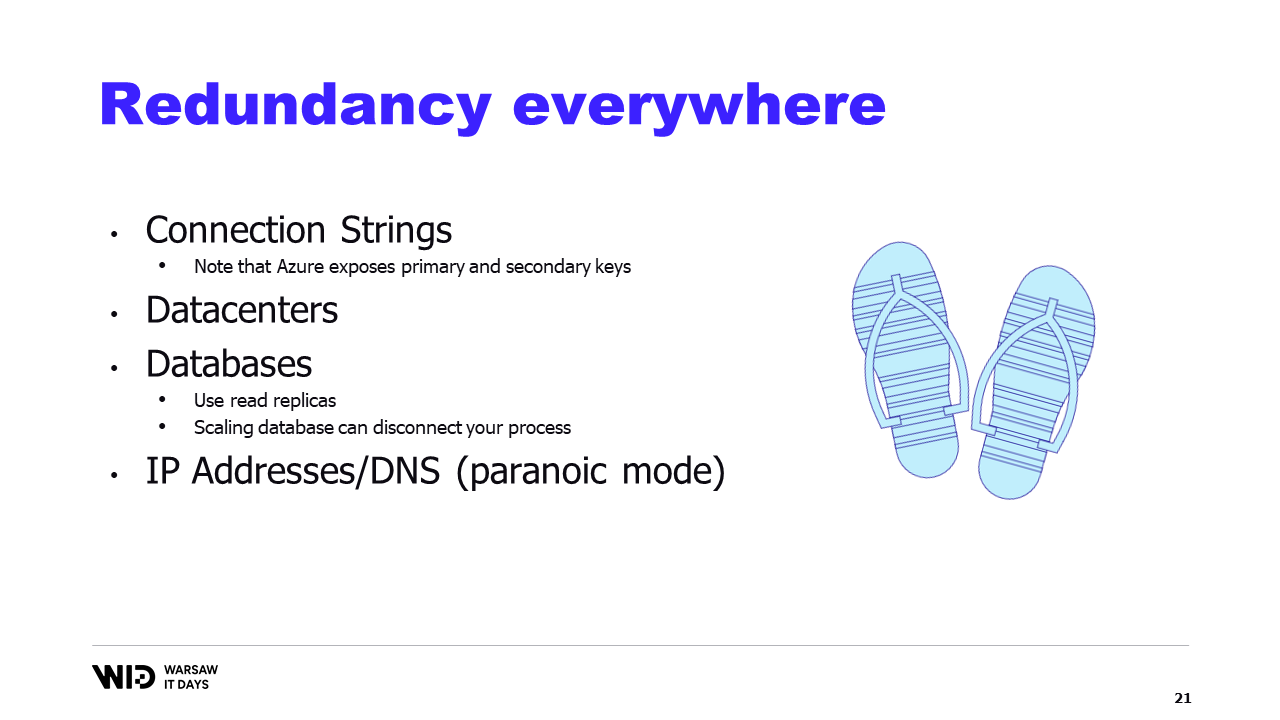 Redundancy everywhere
• Connection Strings
• Note that Azure exposes primary and secondary keys
• Datacenters
• Databases
• Use read replicas
• Scaling database can disconnect your process
• IP Addresses/DNS (paranoic mode)
WID WARSAW
IT DAYS
21